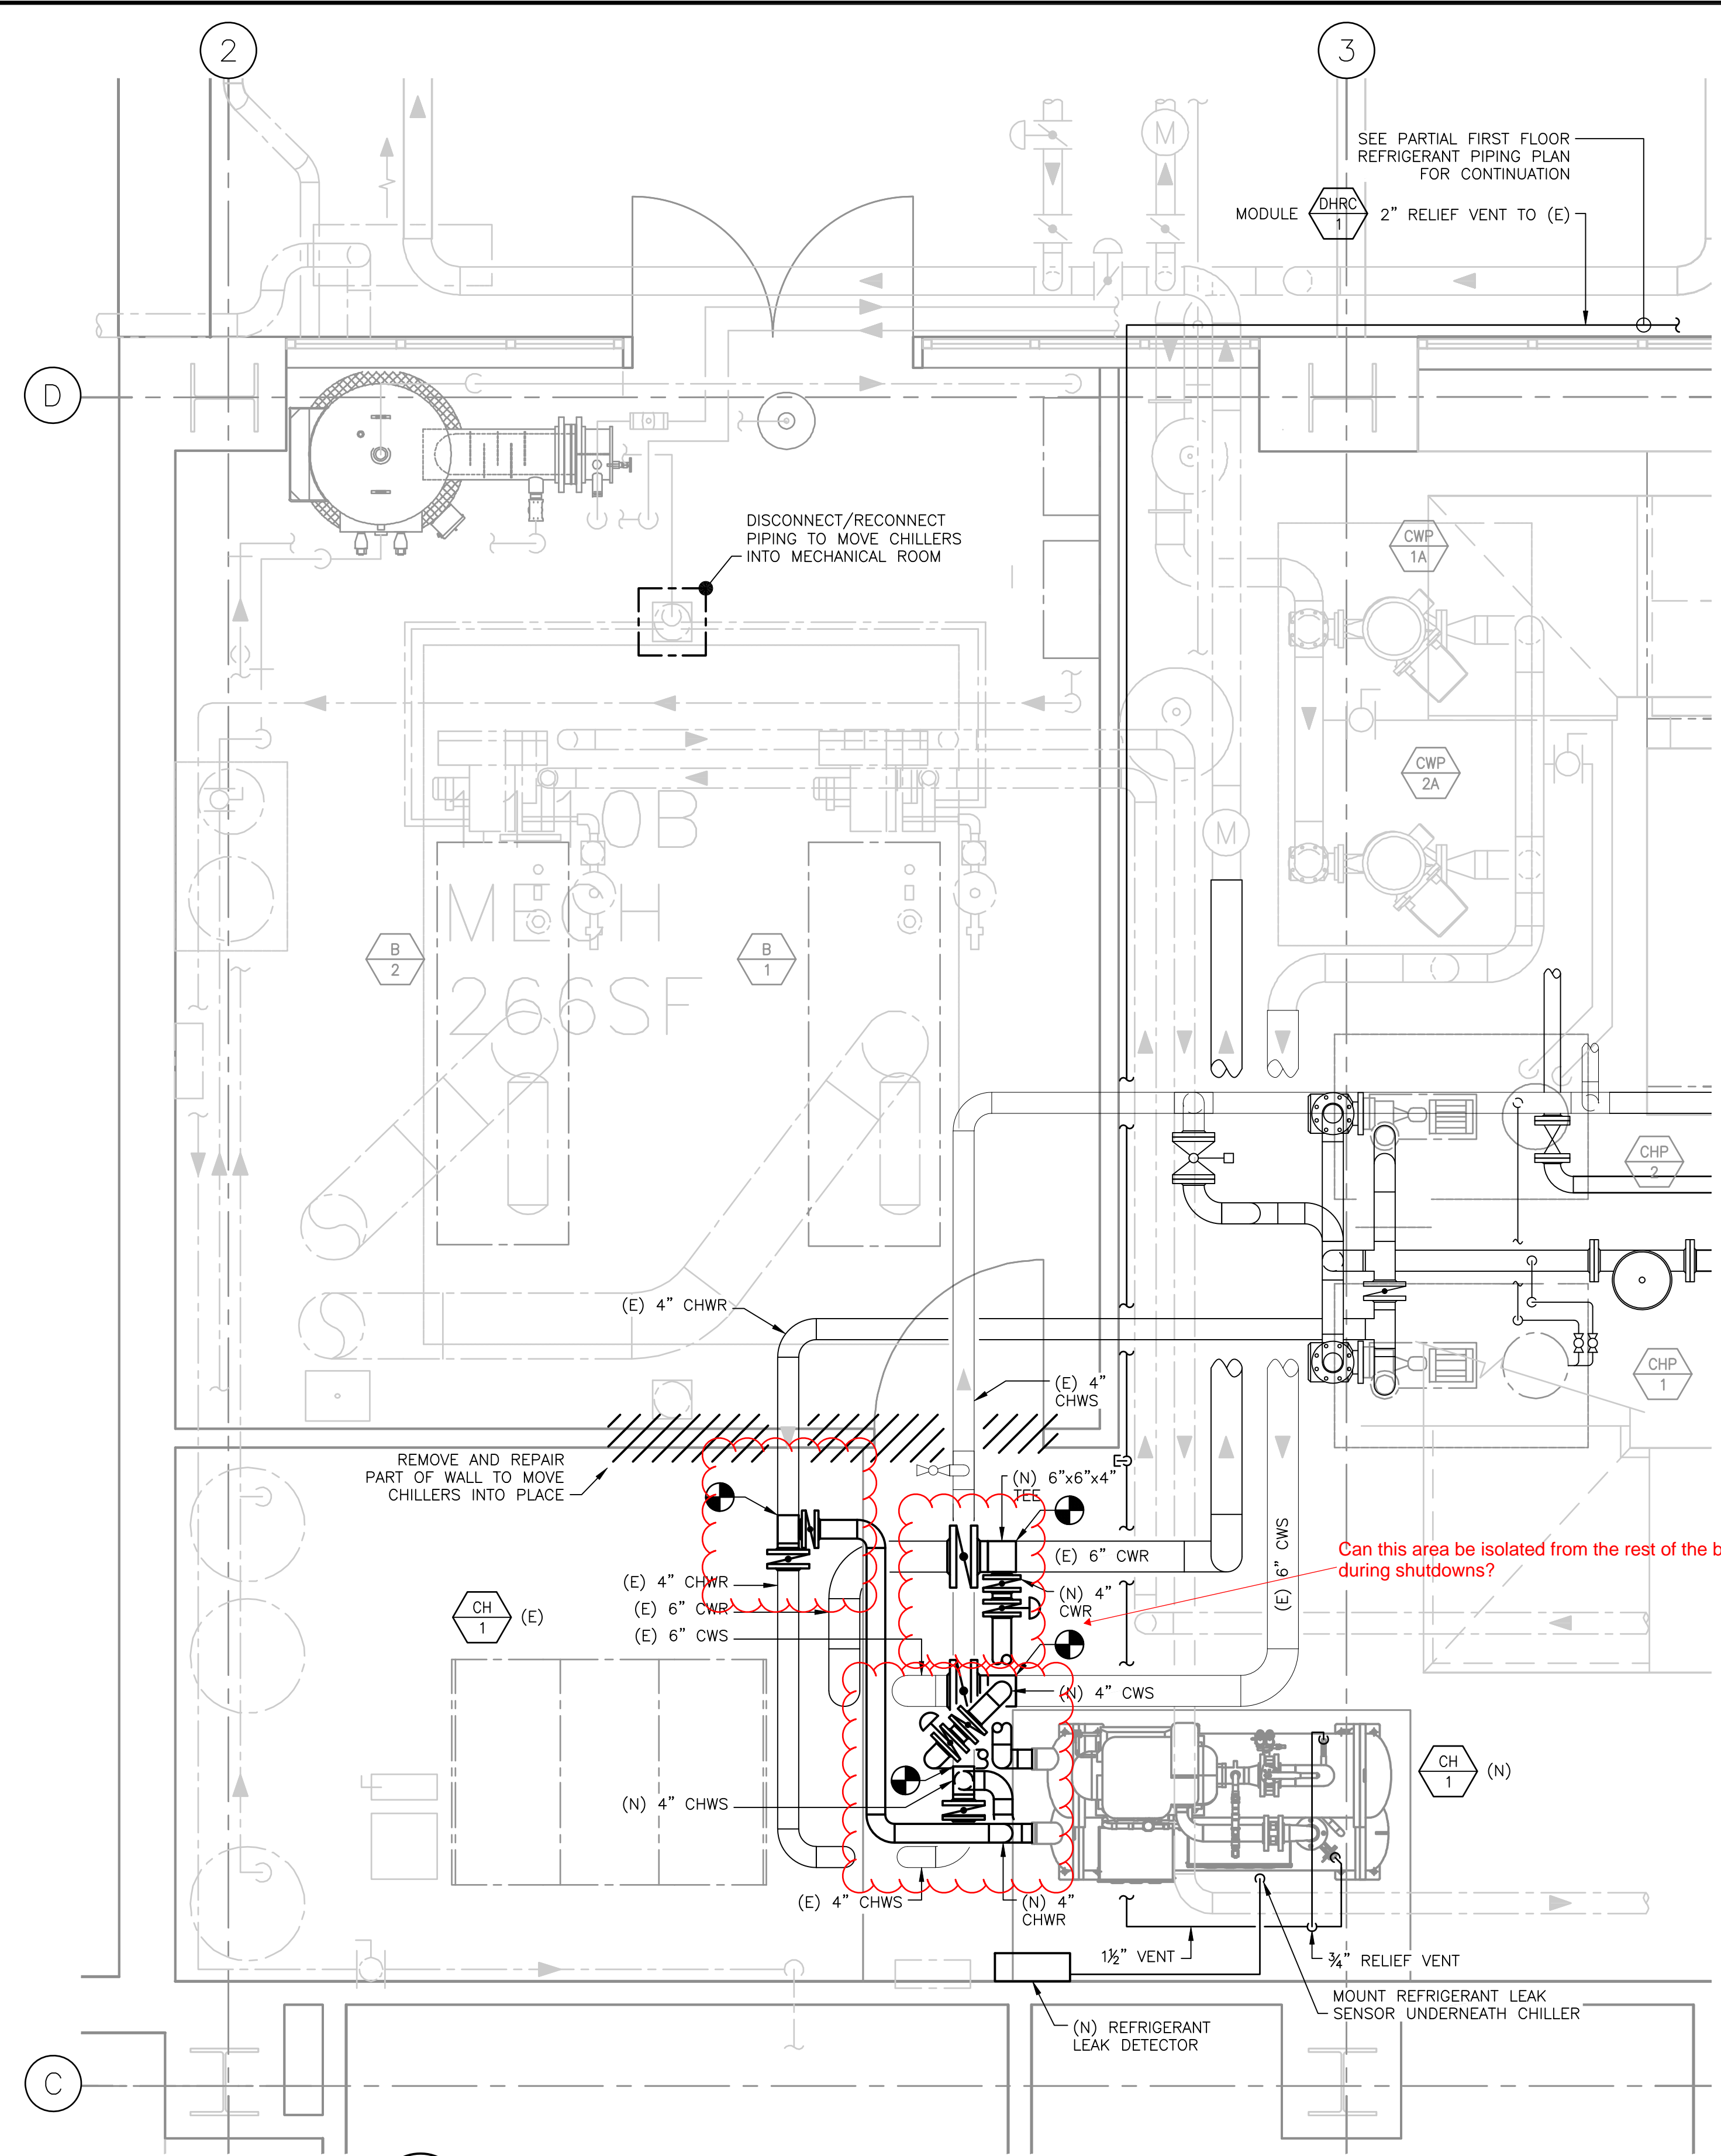 2
3
SEE PARTIAL FIRST FLOOR
REFRIGERANT PIPING PLAN
FOR CONTINUATION
MODULE
DHRC
1
2" RELIEF VENT TO (E)
M
D
DISCONNECT/RECONNECT
PIPING TO MOVE CHILLERS
INTO MECHANICAL ROOM
CWP
1A
CWP
2A
M
MECH
266SF
B
2
B
1
CHP
2
(E) 4" CHWR
CHP
1
(E) 4"
CHWS
REMOVE AND REPAIR
PART OF WALL TO MOVE
CHILLERS INTO PLACE
(N) 6"x6"x4"
TEE
(E) 6" CWR
(E) 6" CWS
Can this area be isolated from the rest of the b
during shutdowns?
(E) 4" CHWR
(E) 6" CWR
(E) 6" CWS
(N) 4"
CWR
CH
1
(E)
(N) 4" CWS
CH
1
(N)
(N) 4" CHWS
(E) 4" CHWS
(N) 4"
CHWR
1½" VENT
¾" RELIEF VENT
MOUNT REFRIGERANT LEAK
SENSOR UNDERNEATH CHILLER
(N) REFRIGERANT
LEAK DETECTOR
C